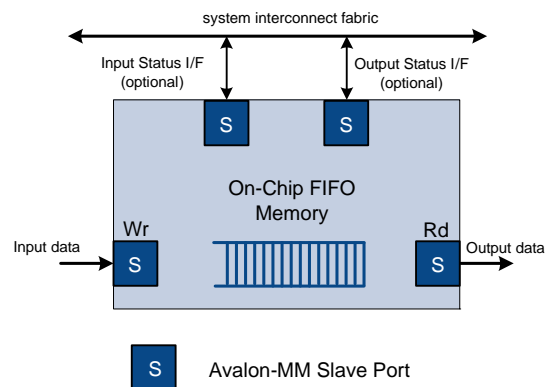 system interconnect fabric
Input Status I/F
(optional)
Output Status I/F
(optional)
S
S
On-Chip FIFO
Memory
Wr
Rd
Input data
S
S
Output data
S
Avalon-MM Slave Port